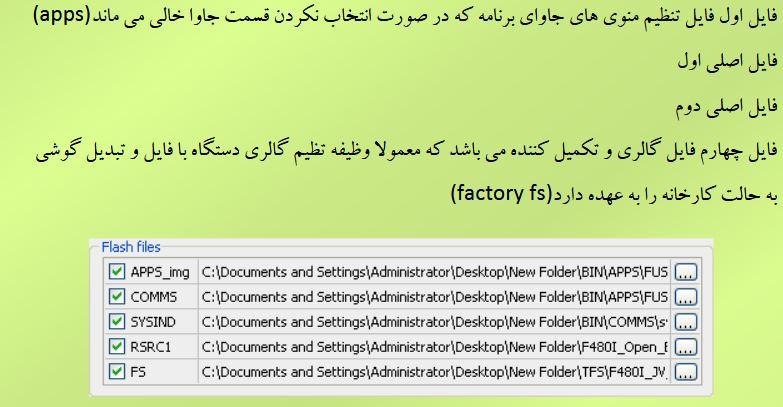 فایل اول فایل تنظیم منوی های جاوای برنامه که در صورت انتخاب نکردن قسمت جاوا خالی می ماند(apps)
فایل اصلی اول
فایل اصلی دوم
فایل چهارم فایل گالری و تکمیل کننده می باشد که معمولا وظیفه تظیم گالری دستگاه با فایل و تبدیل گوشی
به حالت کارخانه را به عهده دارد(factory fs)
Flash files
APPS_img C:\Documents and Settings\Administrator\Desktop\New Folder\BIN\APPS\FUS ...
COMMS C:\Documents and Settings\Administrator\Desktop\New Folder\BIN\APPS\FUS ...
SYSIND C:\Documents and Settings\Administrator\Desktop\New Folder\BIN\COMMS\s ...
RSRC1 C:\Documents and Settings\Administrator\Desktop\New Folder\F480I_Open_E ...
FS C:\Documents and Settings\Administrator\Desktop\New Folder\TFS\F480I_JV_ ...